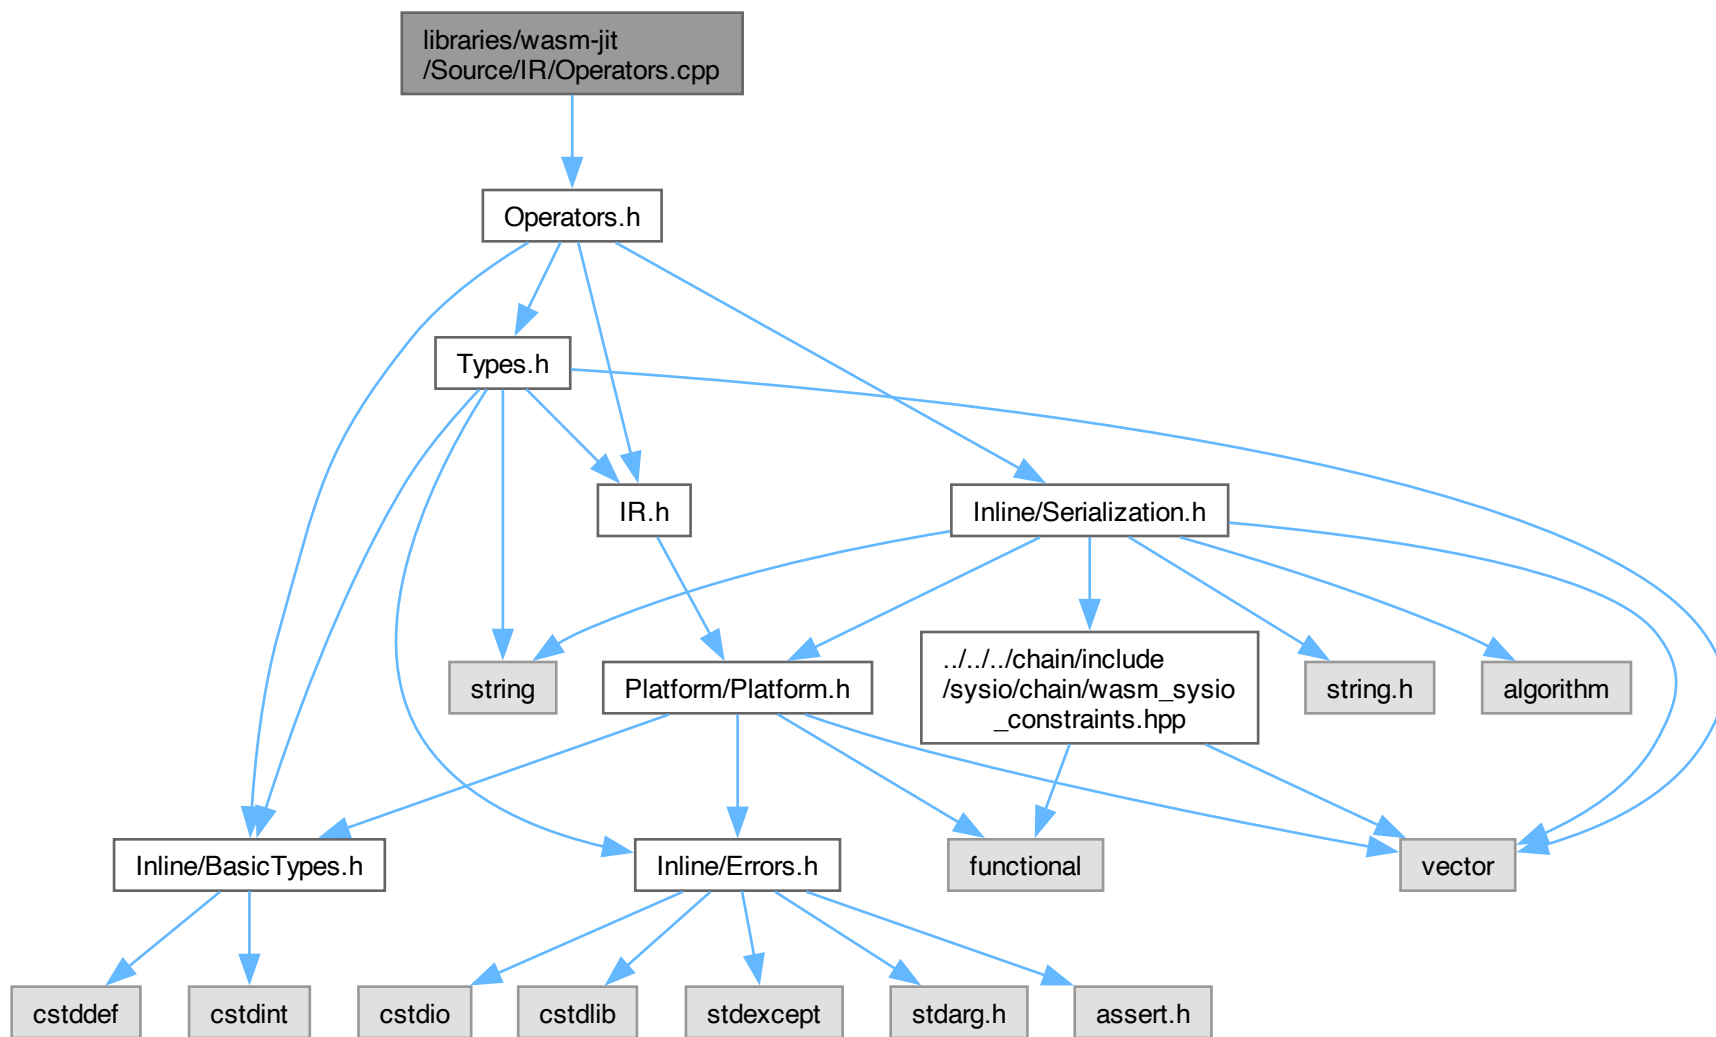 libraries/wasm-jit
/Source/IR/Operators.cpp
Operators.h
Types.h
IR.h
Inline/Serialization.h
string
Platform/Platform.h
../../../chain/include
/sysio/chain/wasm_sysio
_constraints.hpp
string.h
algorithm
Inline/BasicTypes.h
Inline/Errors.h
functional
vector
cstddef
cstdint
cstdio
cstdlib
stdexcept
stdarg.h
assert.h